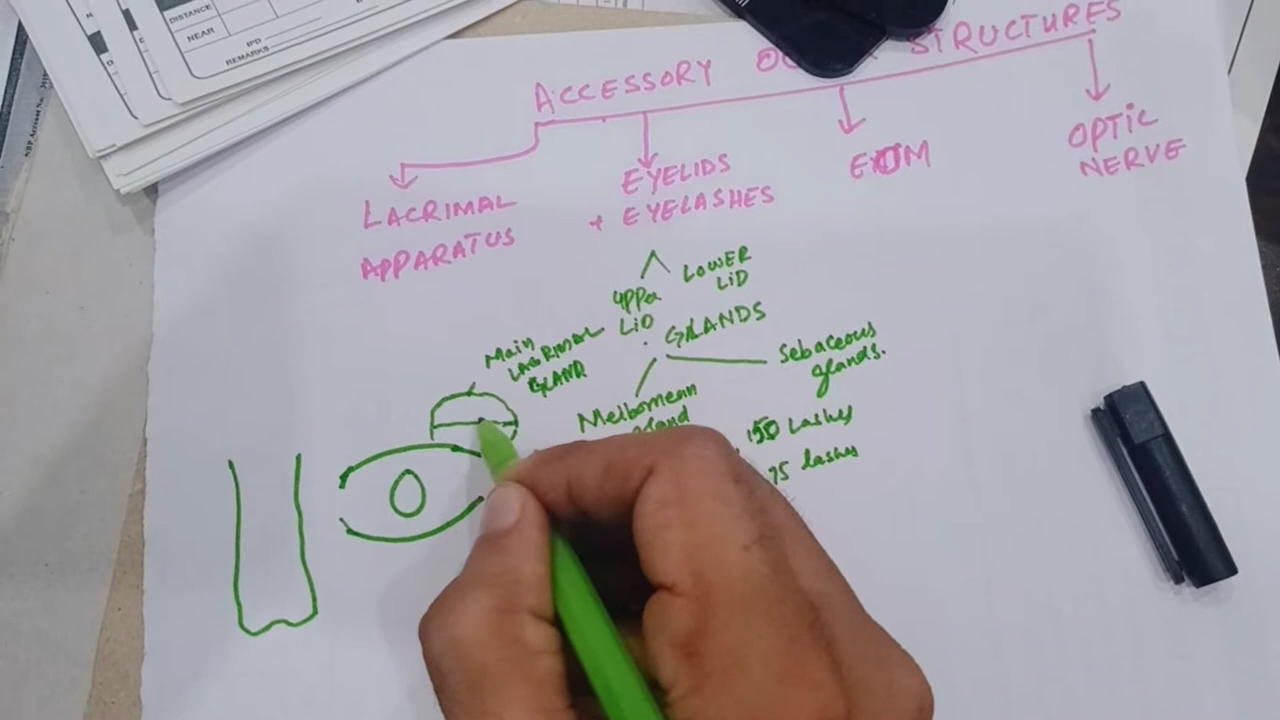 DISTANCE
NEAR
IPD
REMARKS
ACCESSORY STRUCTURES
LACRIMAL
APPARATUS
EYELIDS
+ EYELASHES
EOM
OPTIC
NERVE
UPPER
LID
LOWER
LID
GLANDS
Main
LACRIMAL
GLAND
Sebaceous
glands.
Meibomean
gland
150 Lashes
75 lashes